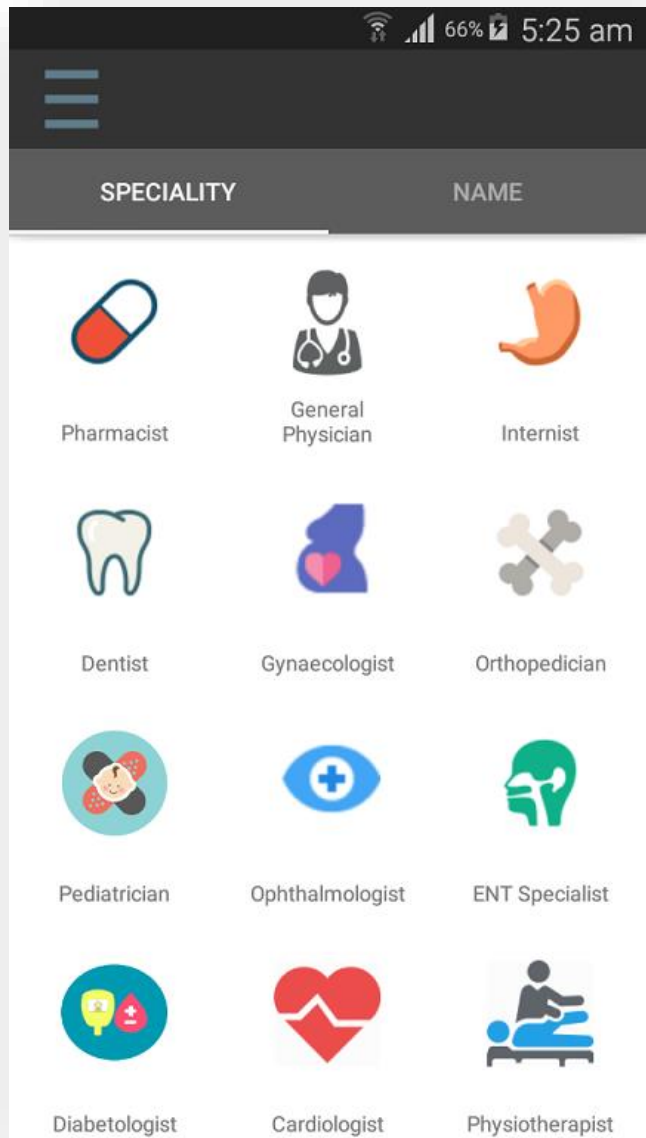 66% 5:25 am
SPECIALITY NAME
General
Pharmacist Physician Internist
Dentist Gynaecologist Orthopedician
Pediatrician Ophthalmologist ENT Specialist
Diabetologist Cardiologist Physiotherapist